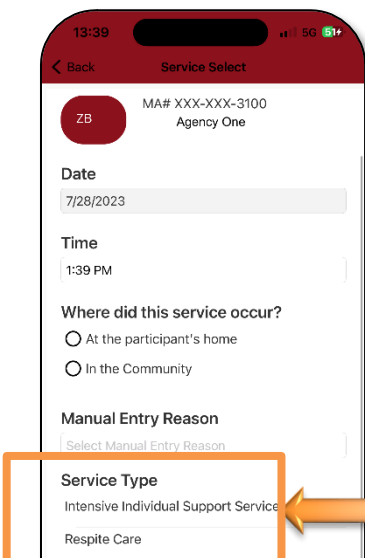 13:39
5G 51
Back
Service Select
ZB
MA# XXX-XXX-3100
Agency One
Date
7/28/2023
Time
1:39 PM
Where did this service occur?
At the participant's home
In the Community
Manual Entry Reason
Select Manual Entry Reason
Service Type
Intensive Individual Support Service
Respite Care